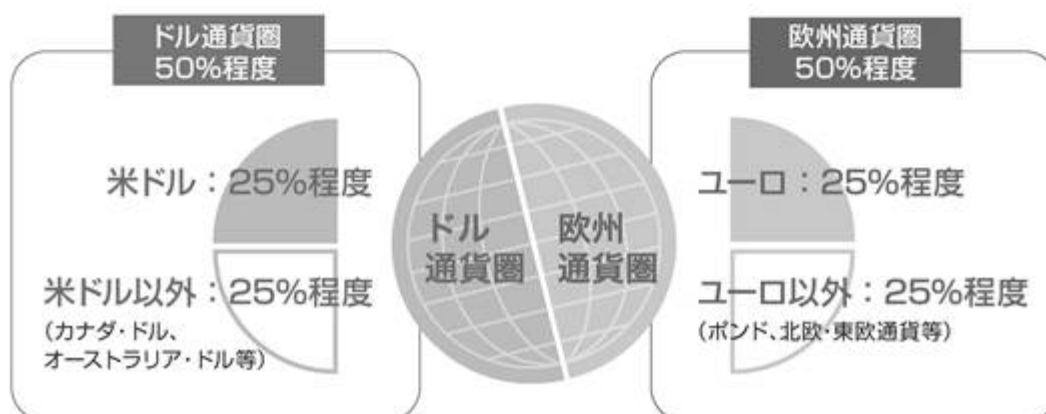 ドル通貨圏
50%程度
米ドル：25%程度
米ドル以外：25%程度
(カナダ・ドル、
オーストラリア・ドル等)
ドル
通貨圏
欧州
通貨圏
欧州通貨圏
50%程度
ユーロ：25%程度
ユーロ以外：25%程度
(ポンド、北欧・東欧通貨等)